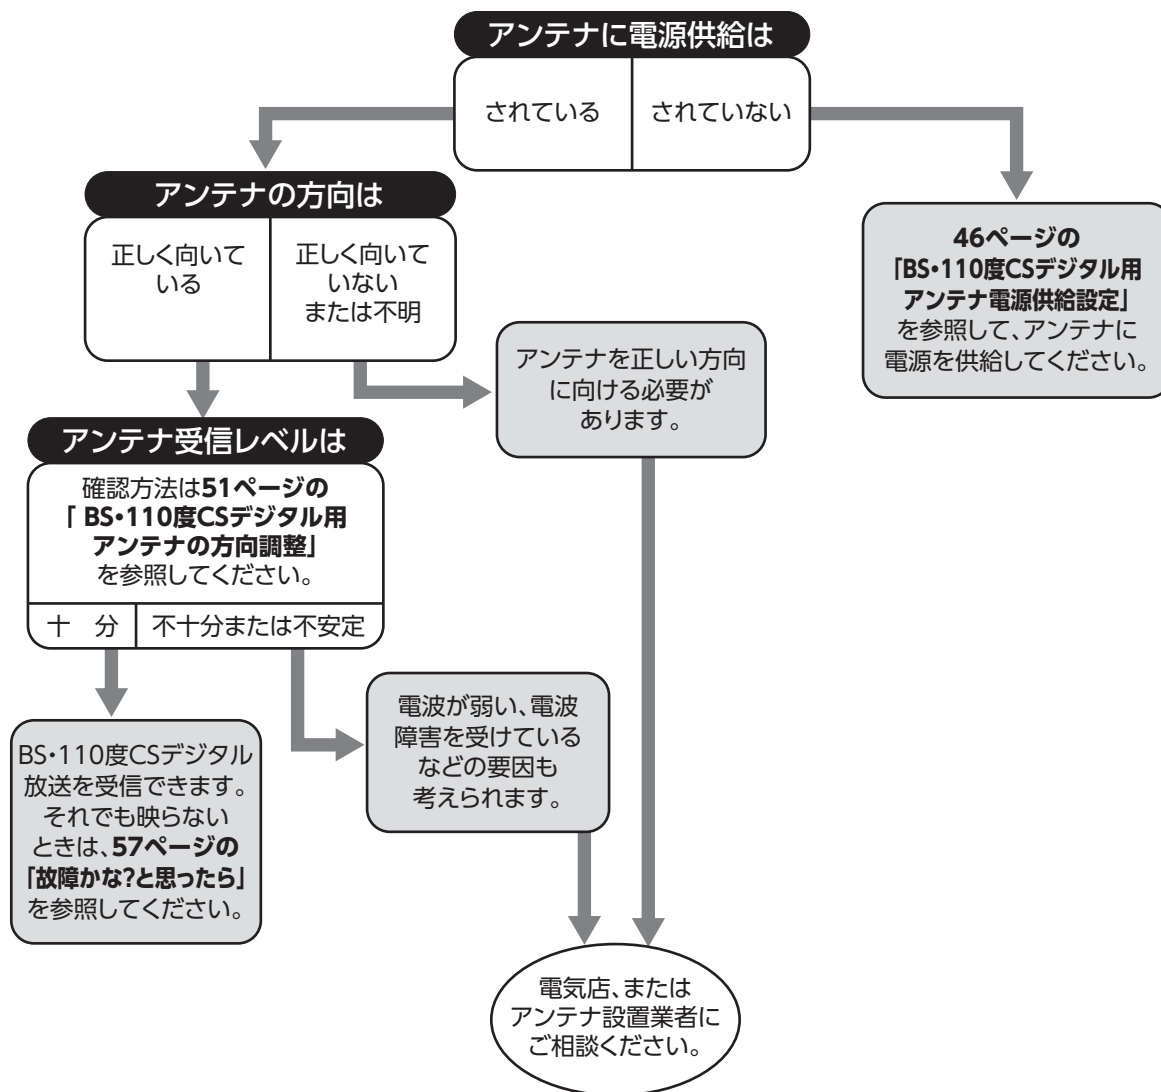 アンテナに電源供給は
されている
されていない
アンテナの方向は
正しく向いて
いる
正しく向いて
いない
または不明
46ページの
「BS・110度CSデジタル用
アンテナ電源供給設定」
を参照して、アンテナに
電源を供給してください。
アンテナを正しい方向
に向ける必要が
あります。
アンテナ受信レベルは
確認方法は51ページの
「 BS・110度CSデジタル用
アンテナの方向調整」
を参照してください。
十　分
不十分または不安定
電波が弱い、電波
障害を受けている
などの要因も
考えられます。
BS・110度CSデジタル
放送を受信できます。
それでも映らない
ときは、57ページの
「故障かな?と思ったら」
を参照してください。
電気店、または
アンテナ設置業者に
ご相談ください。